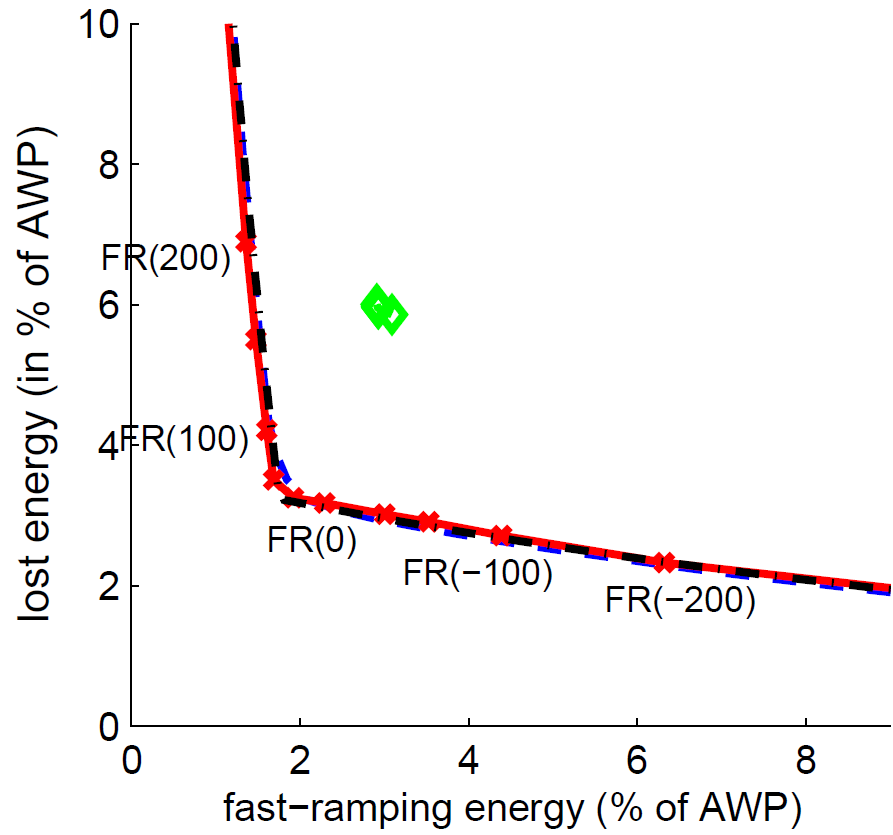 10
8
FR(200)
6
FR(100)
4
FR(0)
FR(−100)
FR(−200)
2
0
0 2 4 6 8
fast−ramping energy (% of AWP)
lost energy (in % of AWP)